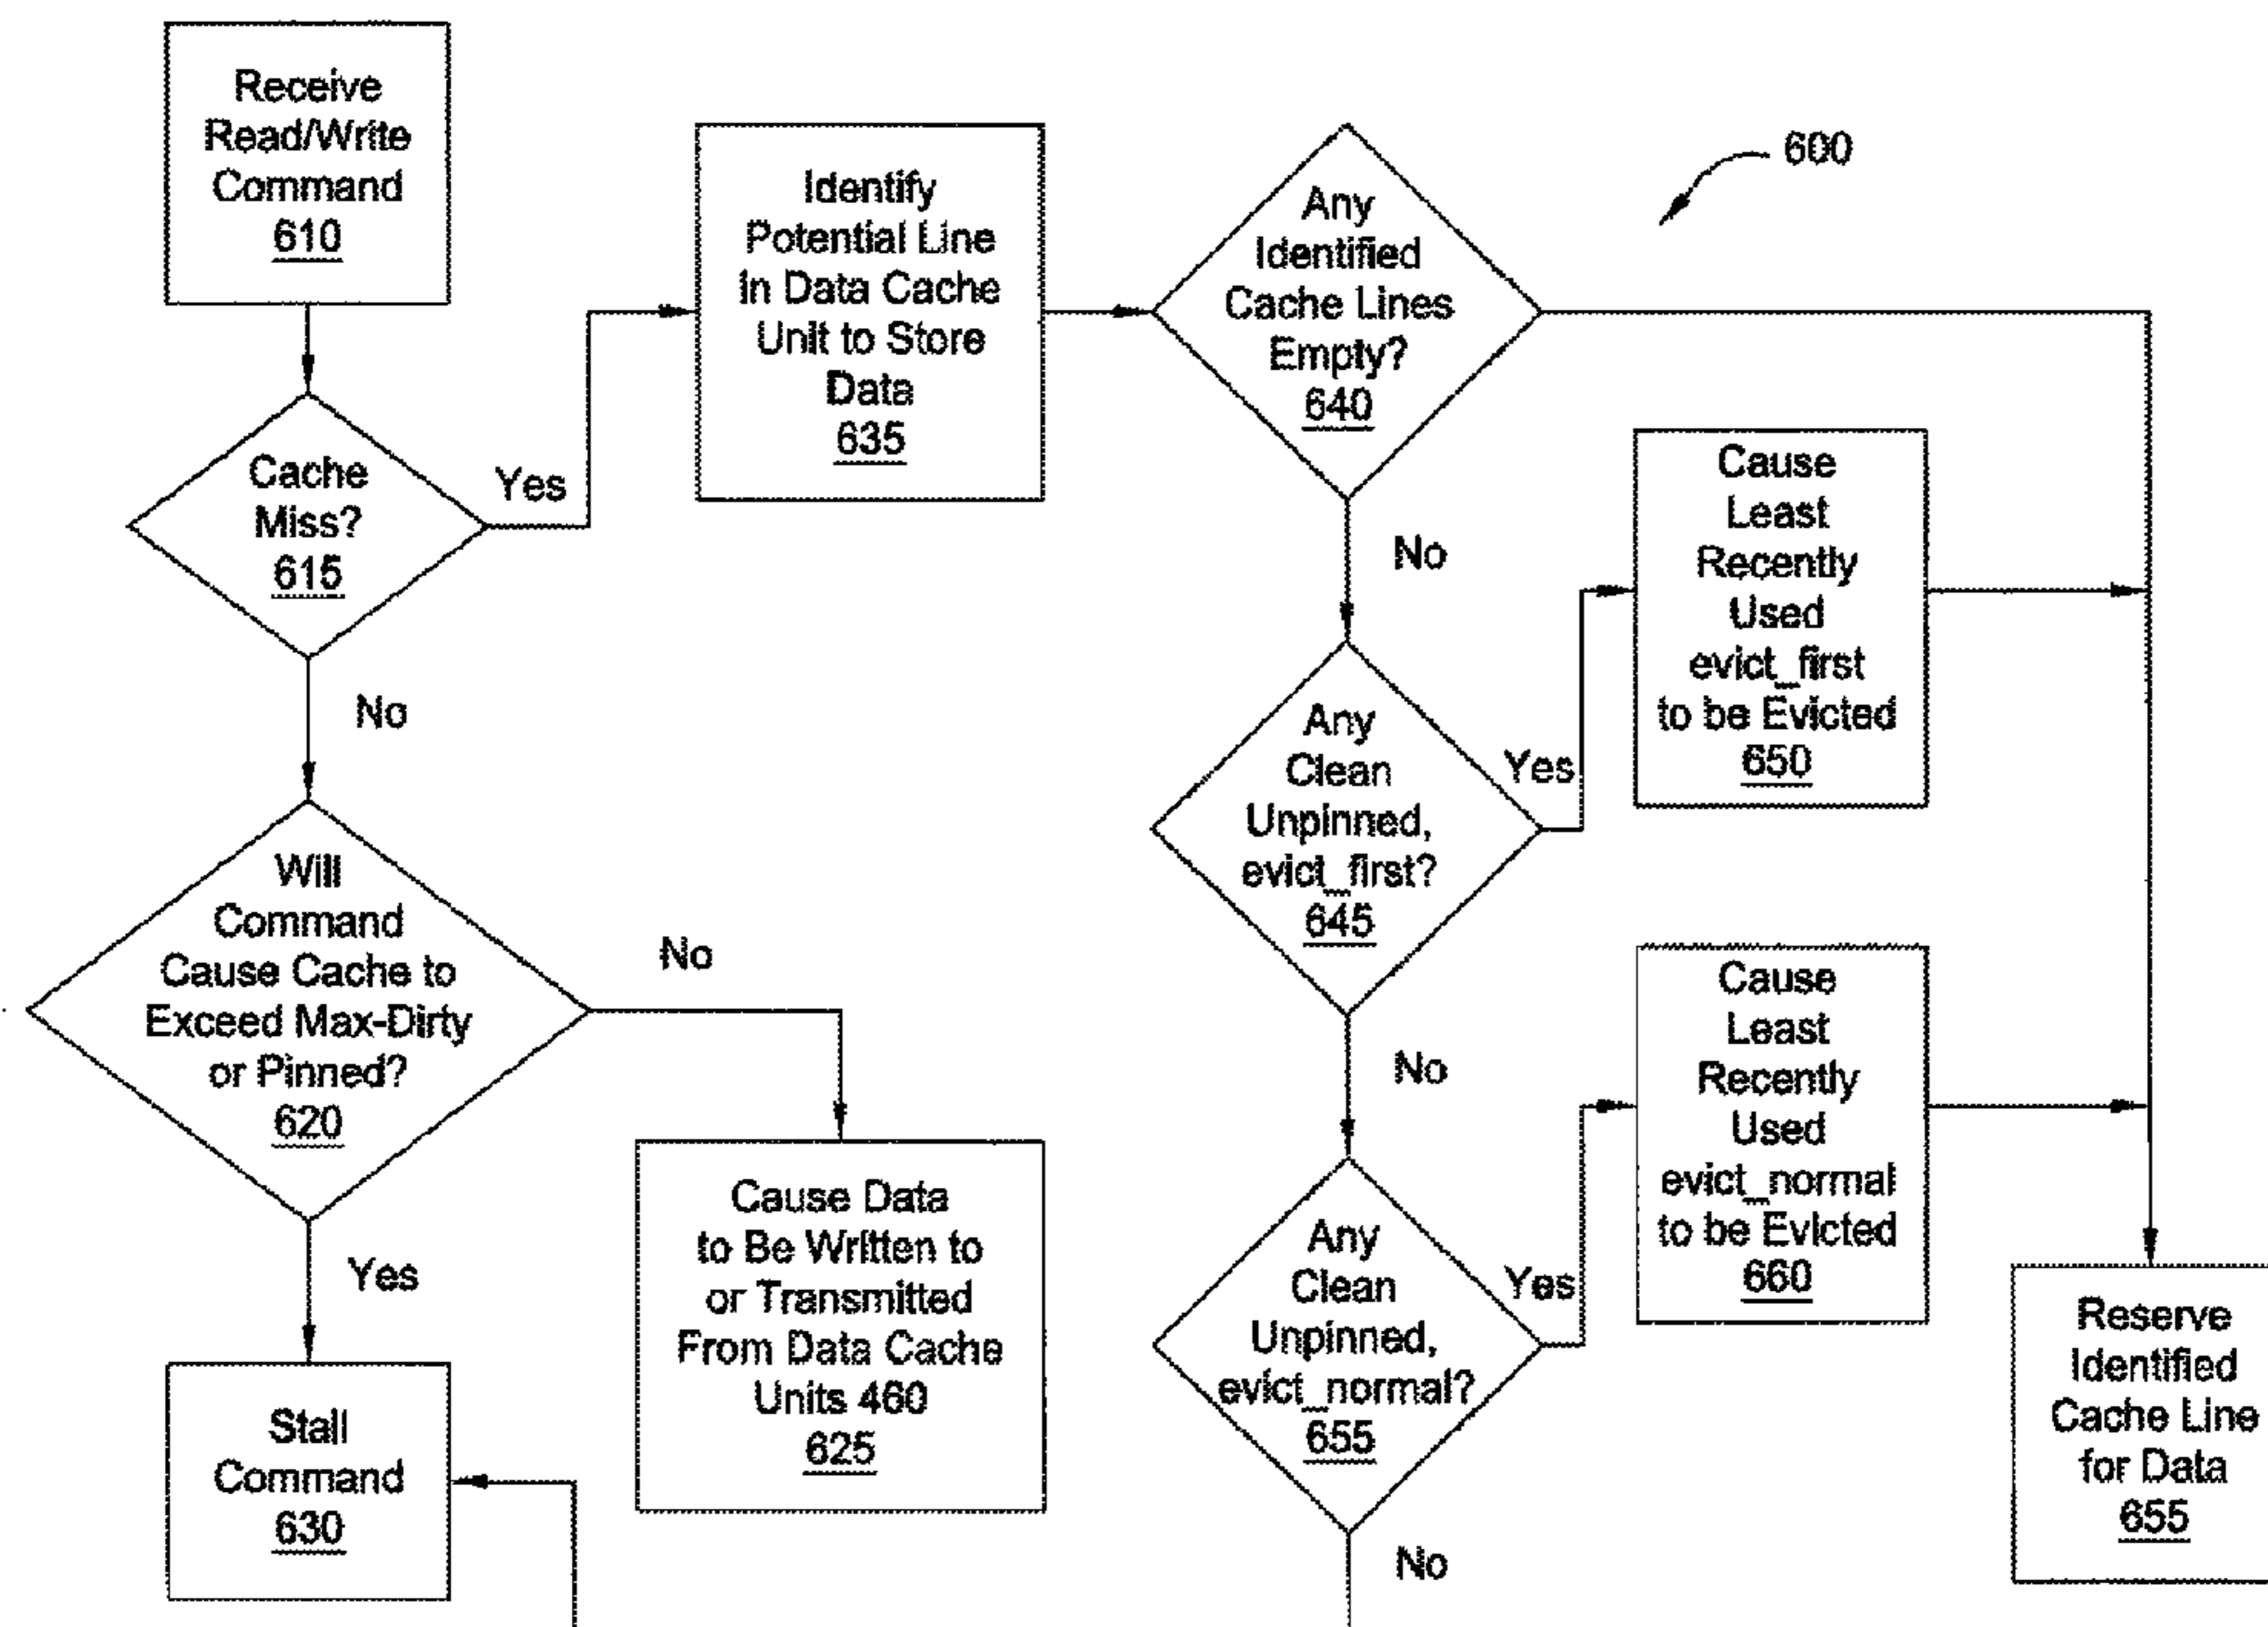 Receive
Read/Write
Command
610
Cache
Miss?
615
Yes
No
Will
Command
Cause Cache to
Exceed Max-Dirty
or Pinned?
620
No
Yes
Cause Data
to Be Written to
or Transmitted
From Data Cache
Units 460
625
Stall
Command
630
Identify
Potential Line
in Data Cache
Unit to Store
Data
635
Any
Identified
Cache Lines
Empty?
640
600
No
Any
Clean
Unpinned,
evict_first?
645
Yes
Cause
Least
Recently
Used
evict_first
to be Evicted
650
No
Any
Clean
Unpinned,
evict_normal?
655
Yes
Cause
Least
Recently
Used
evict_normal
to be Evicted
660
No
Reserve
Identified
Cache Line
for Data
655